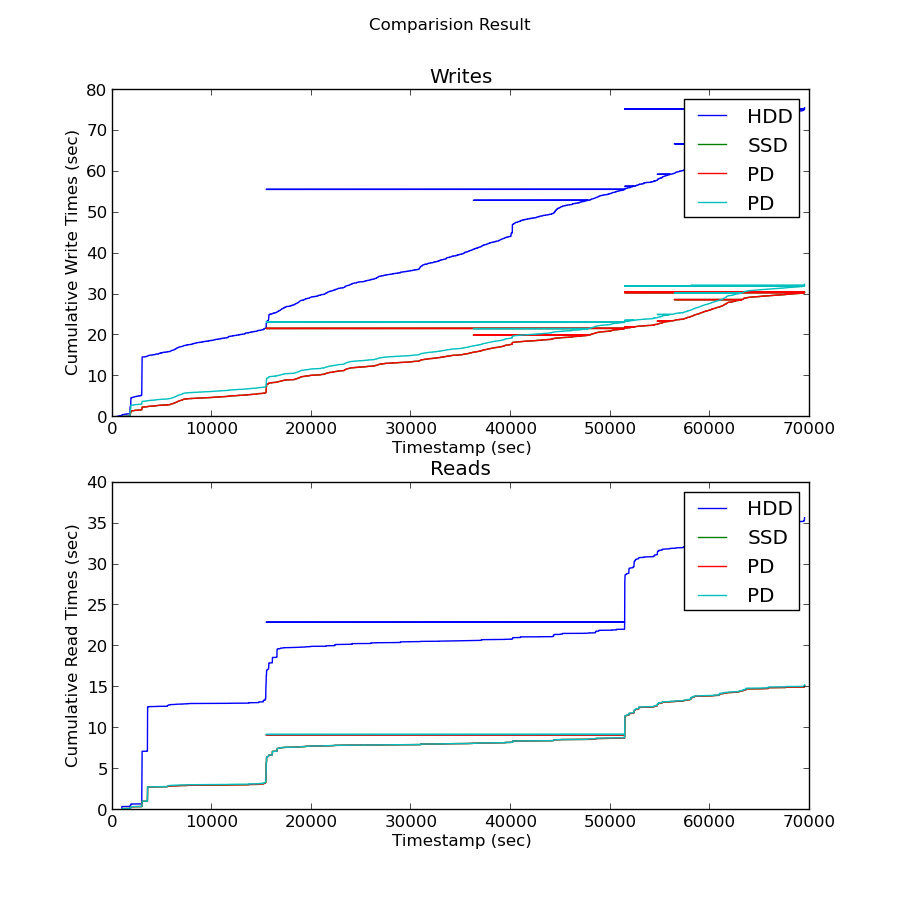 Comparision Result
Writes
Cumulative Write Times (sec)
80
70
60
50
40
30
20
10
0
0 10000 20000 30000 40000 50000 60000 70000
Timestamp (sec)
HDD
SSD
PD
PD
Reads
Cumulative Read Times (sec)
40
35
30
25
20
15
10
5
0
0 10000 20000 30000 40000 50000 60000 70000
Timestamp (sec)
HDD
SSD
PD
PD